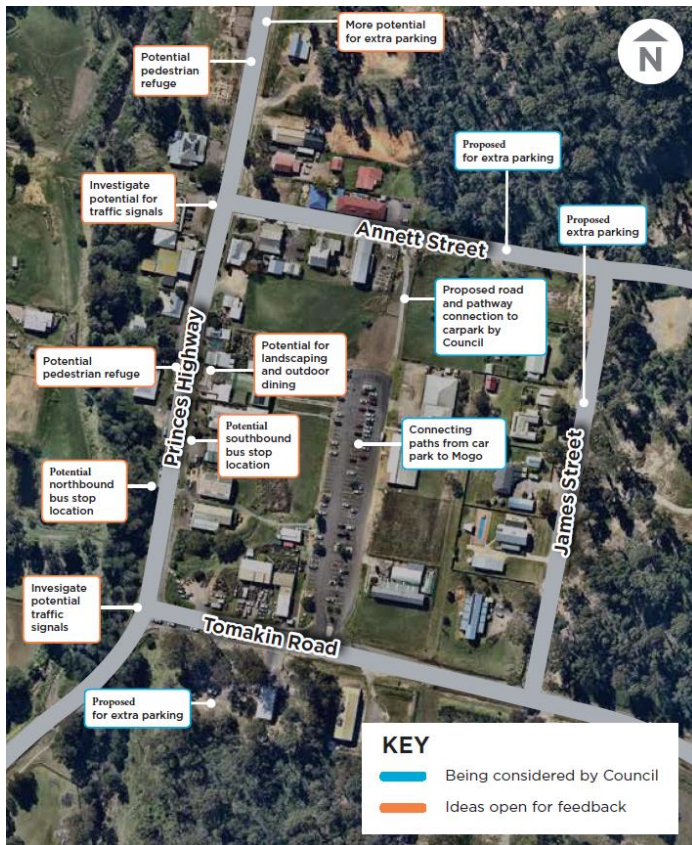 More potential
for extra parking
N
Potential
pedestrian
refuge
Proposed
for extra parking
Investigate
potential for
traffic signals
Proposed
extra parking
Annett Street
Proposed road
and pathway
connection to
carpark by
Council
Princes Highway
Potential for
landscaping
and outdoor
dining
Potential
pedestrian refuge
Potential
southbound
bus stop
location
Connecting
paths from car
park to Mogo
Potential
northbound
bus stop
location
James Street
Invesigate
potential
traffic
signals
Tomakin Road
Proposed
for extra parking
KEY
Being considered by Council
Ideas open for feedback